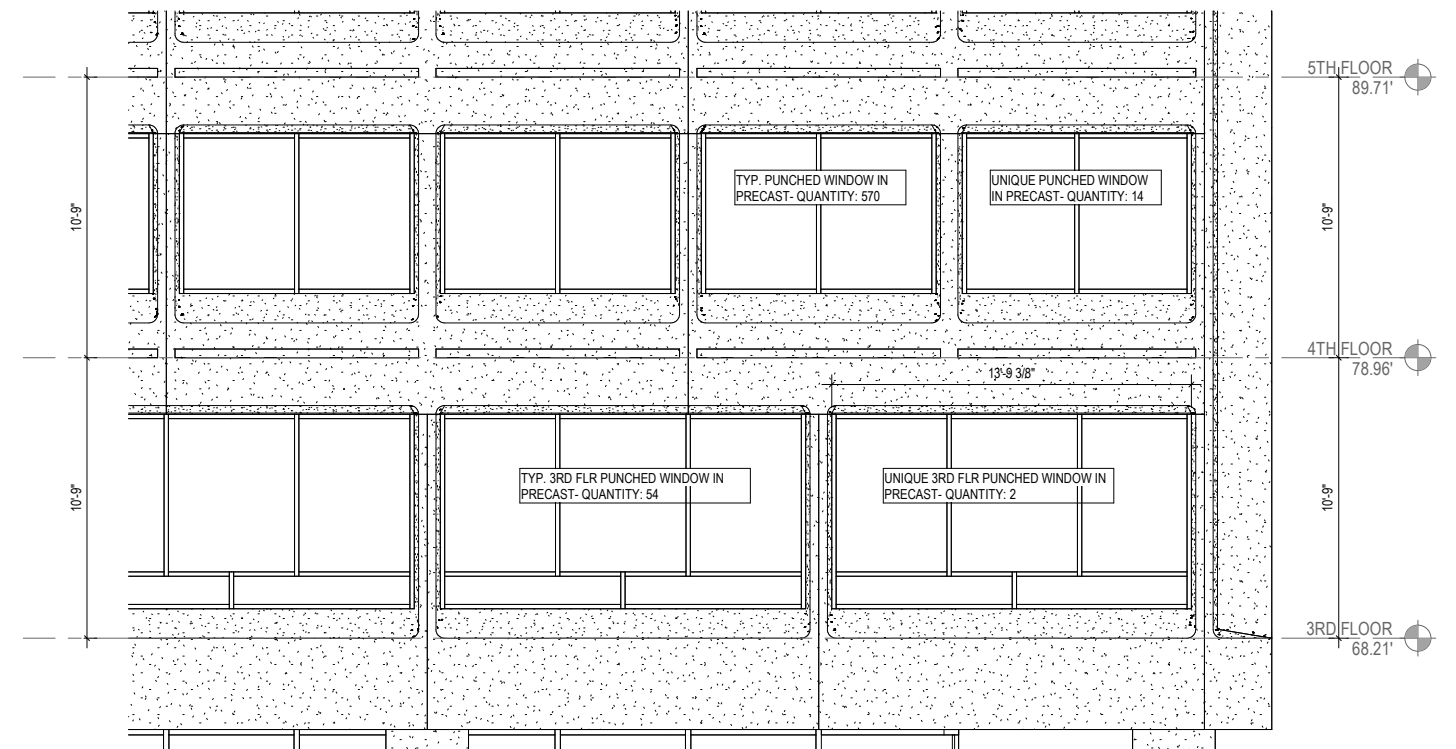 5TH FLOOR
89.71'
10'-9"
TYP. PUNCHED WINDOW IN
PRECAST- QUANTITY: 570
UNIQUE PUNCHED WINDOW
IN PRECAST- QUANTITY: 14
10'-9"
4TH FLOOR
78.96'
13'-9 3/8"
10'-9"
TYP. 3RD FLR PUNCHED WINDOW IN
PRECAST- QUANTITY: 54
UNIQUE 3RD FLR PUNCHED WINDOW IN
PRECAST- QUANTITY: 2
10'-9"
3RD FLOOR
68.21'